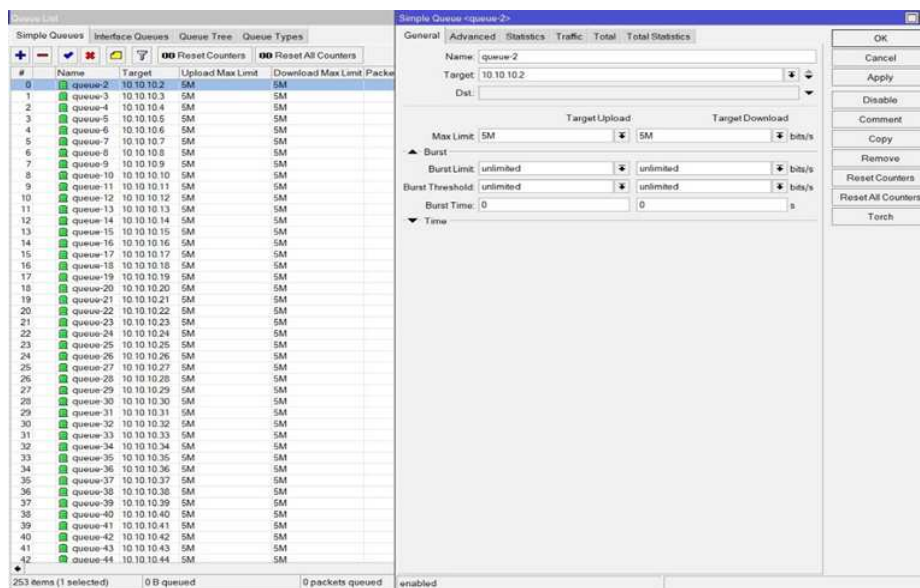 Queue List
Simple Queues Interface Queues Queue Tree Queue Types
00 Reset Counters 00 Reset All Counters
# Name Target Upload Max Limit Download Max Limit Packe
0 queue-2 10.10.10.2 5M 5M
1 queue-3 10.10.10.3 5M 5M
2 queue-4 10.10.10.4 5M 5M
3 queue-5 10.10.10.5 5M 5M
4 queue-6 10.10.10.6 5M 5M
5 queue-7 10.10.10.7 5M 5M
6 queue-8 10.10.10.8 5M 5M
7 queue-9 10.10.10.9 5M 5M
8 queue-10 10.10.10.10 5M 5M
9 queue-11 10.10.10.11 5M 5M
10 queue-12 10.10.10.12 5M 5M
11 queue-13 10.10.10.13 5M 5M
12 queue-14 10.10.10.14 5M 5M
13 queue-15 10.10.10.15 5M 5M
14 queue-16 10.10.10.16 5M 5M
15 queue-17 10.10.10.17 5M 5M
16 queue-18 10.10.10.18 5M 5M
17 queue-19 10.10.10.19 5M 5M
18 queue-20 10.10.10.20 5M 5M
19 queue-21 10.10.10.21 5M 5M
20 queue-22 10.10.10.22 5M 5M
21 queue-23 10.10.10.23 5M 5M
22 queue-24 10.10.10.24 5M 5M
23 queue-25 10.10.10.25 5M 5M
24 queue-26 10.10.10.26 5M 5M
25 queue-27 10.10.10.27 5M 5M
26 queue-28 10.10.10.28 5M 5M
27 queue-29 10.10.10.29 5M 5M
28 queue-30 10.10.10.30 5M 5M
29 queue-31 10.10.10.31 5M 5M
30 queue-32 10.10.10.32 5M 5M
31 queue-33 10.10.10.33 5M 5M
32 queue-34 10.10.10.34 5M 5M
33 queue-35 10.10.10.35 5M 5M
34 queue-36 10.10.10.36 5M 5M
35 queue-37 10.10.10.37 5M 5M
36 queue-38 10.10.10.38 5M 5M
37 queue-39 10.10.10.39 5M 5M
38 queue-40 10.10.10.40 5M 5M
39 queue-41 10.10.10.41 5M 5M
40 queue-42 10.10.10.42 5M 5M
41 queue-43 10.10.10.43 5M 5M
42 queue-44 10.10.10.44 5M 5M
253 items (1 selected) 0 B queued 0 packets queued
Simple Queue <queue-2>
General Advanced Statistics Traffic Total Total Statistics
Name: queue-2
Target: 10.10.10.2
Dst:
Target Upload Target Download
Max Limit: 5M 5M bits/s
Burst
Burst Limit: unlimited unlimited bits/s
Burst Threshold: unlimited unlimited bits/s
Burst Time: 0 0 s
Time
enabled
OK
Cancel
Apply
Disable
Comment
Copy
Remove
Reset Counters
Reset All Counters
Torch